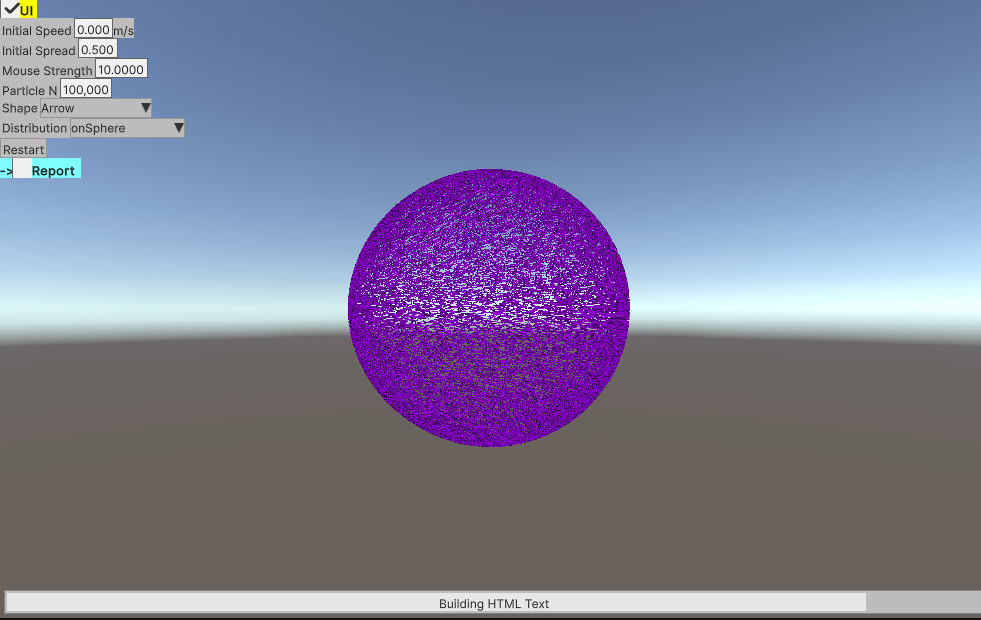 UI
Initial Speed 0.000 m/s
Initial Spread 0.500
Mouse Strength 10.0000
Particle N 100,000
Shape Arrow
Distribution onSphere
Restart
-> Report
Building HTML Text